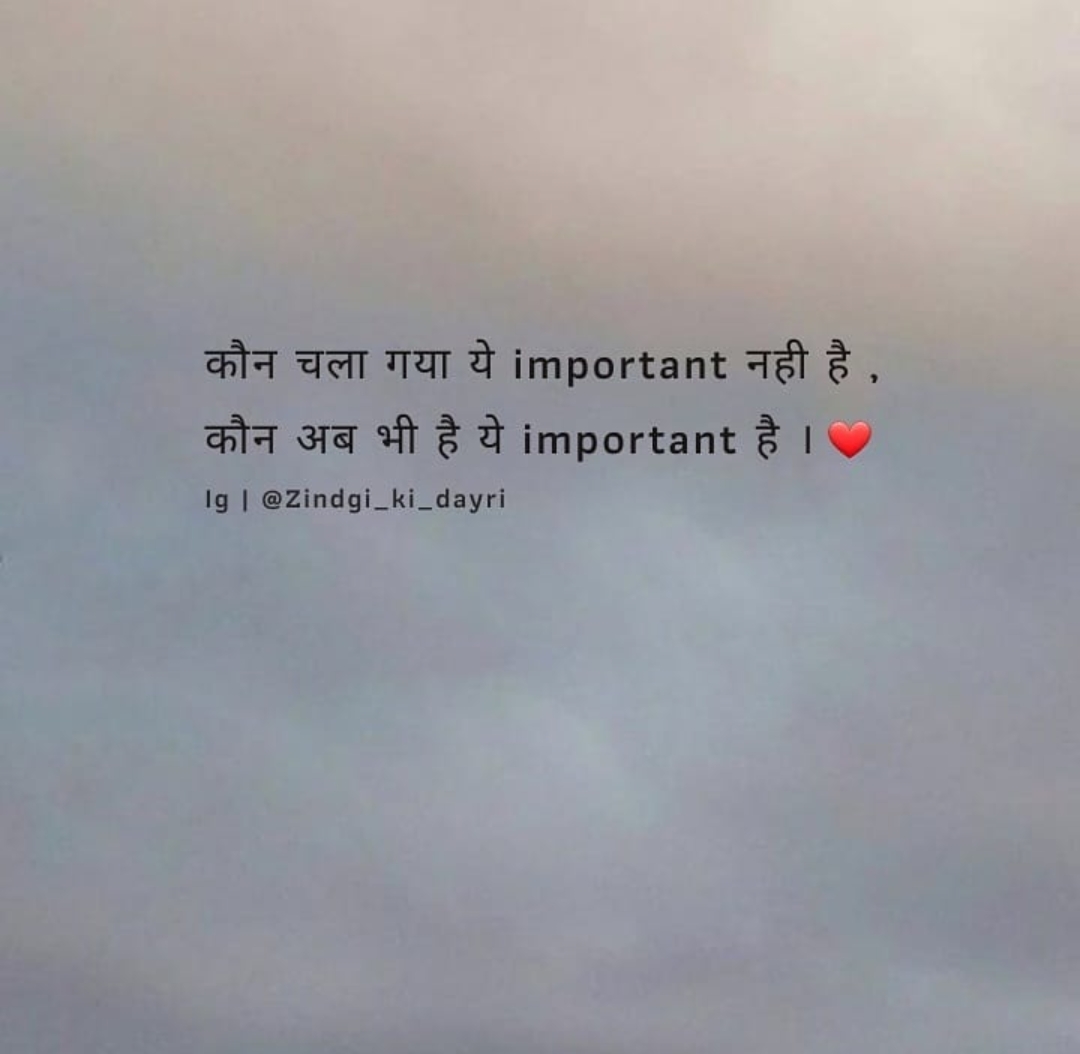 कौन चला गया ये important नही है ,
कौन अब भी है ये important है । ❤️
Ig | @Zindgi_ki_dayri